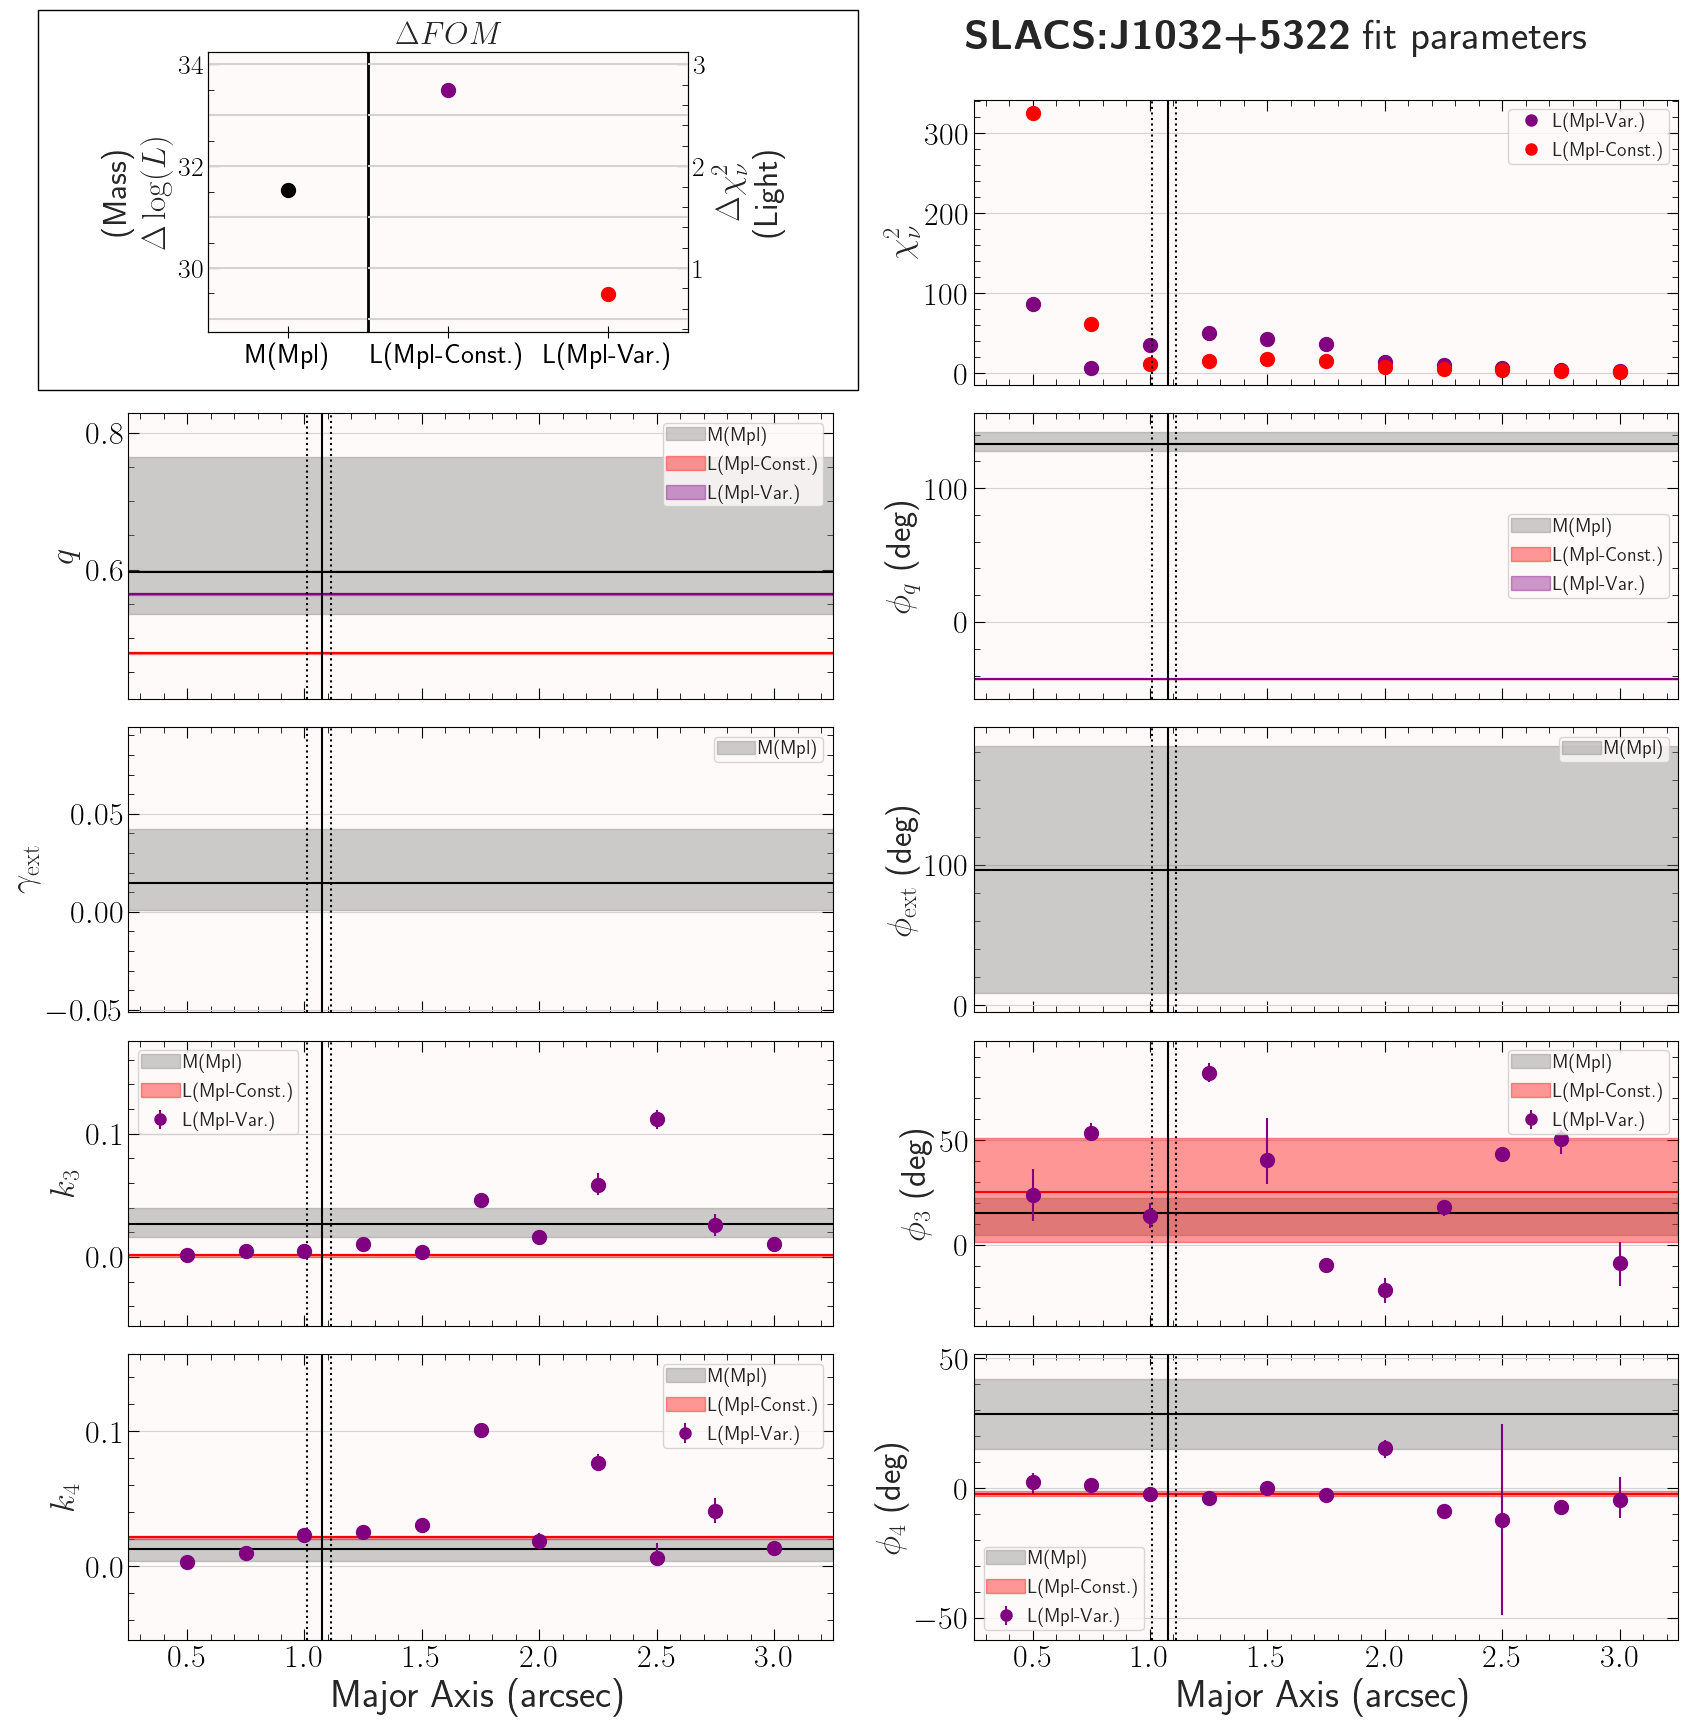 ΔFOM
SLACS:J1032+5322 fit parameters
(Mass)
Δ log(L)
34
32
30
3
2
1
Δχ²ᵥ
(Light)
M(Mpl)
L(Mpl-Const.)
L(Mpl-Var.)
χ²ᵥ
300
200
100
0
L(Mpl-Var.)
L(Mpl-Const.)
q
0.8
0.6
M(Mpl)
L(Mpl-Const.)
L(Mpl-Var.)
ϕq (deg)
100
0
M(Mpl)
L(Mpl-Const.)
L(Mpl-Var.)
γext
0.05
0.00
−0.05
M(Mpl)
ϕext (deg)
100
0
M(Mpl)
k₃
0.1
0.0
M(Mpl)
L(Mpl-Const.)
L(Mpl-Var.)
ϕ₃ (deg)
50
0
M(Mpl)
L(Mpl-Const.)
L(Mpl-Var.)
k₄
0.1
0.0
M(Mpl)
L(Mpl-Const.)
L(Mpl-Var.)
0.5 1.0 1.5 2.0 2.5 3.0
Major Axis (arcsec)
ϕ₄ (deg)
50
0
−50
M(Mpl)
L(Mpl-Const.)
L(Mpl-Var.)
0.5 1.0 1.5 2.0 2.5 3.0
Major Axis (arcsec)